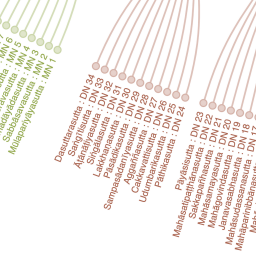 MN 6
MN 5
MN 4
MN 3
Sabbāsavasutta : MN 2
Mūlapariyāyasutta : MN 1
Dasuttarasutta : DN 34
Saṅgītisutta : DN 33
Āṭānāṭiyasutta : DN 32
Siṅgālasutta : DN 31
Lakkhaṇasutta : DN 30
Pāsādikasutta : DN 29
Sampasādanīyasutta : DN 28
Aggaññasutta : DN 27
Cakkavattisutta : DN 26
Udumbarikasutta : DN 25
Pāthikasutta : DN 24
Pāyāsisutta : DN 23
Mahāsatipaṭṭhānasutta : DN 22
Sakkapañhasutta : DN 21
Mahāsamayasutta : DN 20
Mahāgovindasutta : DN 19
Janavasabhasutta : DN 18
Mahāsudassanasutta : DN 17
Mahāparinibbānasutta